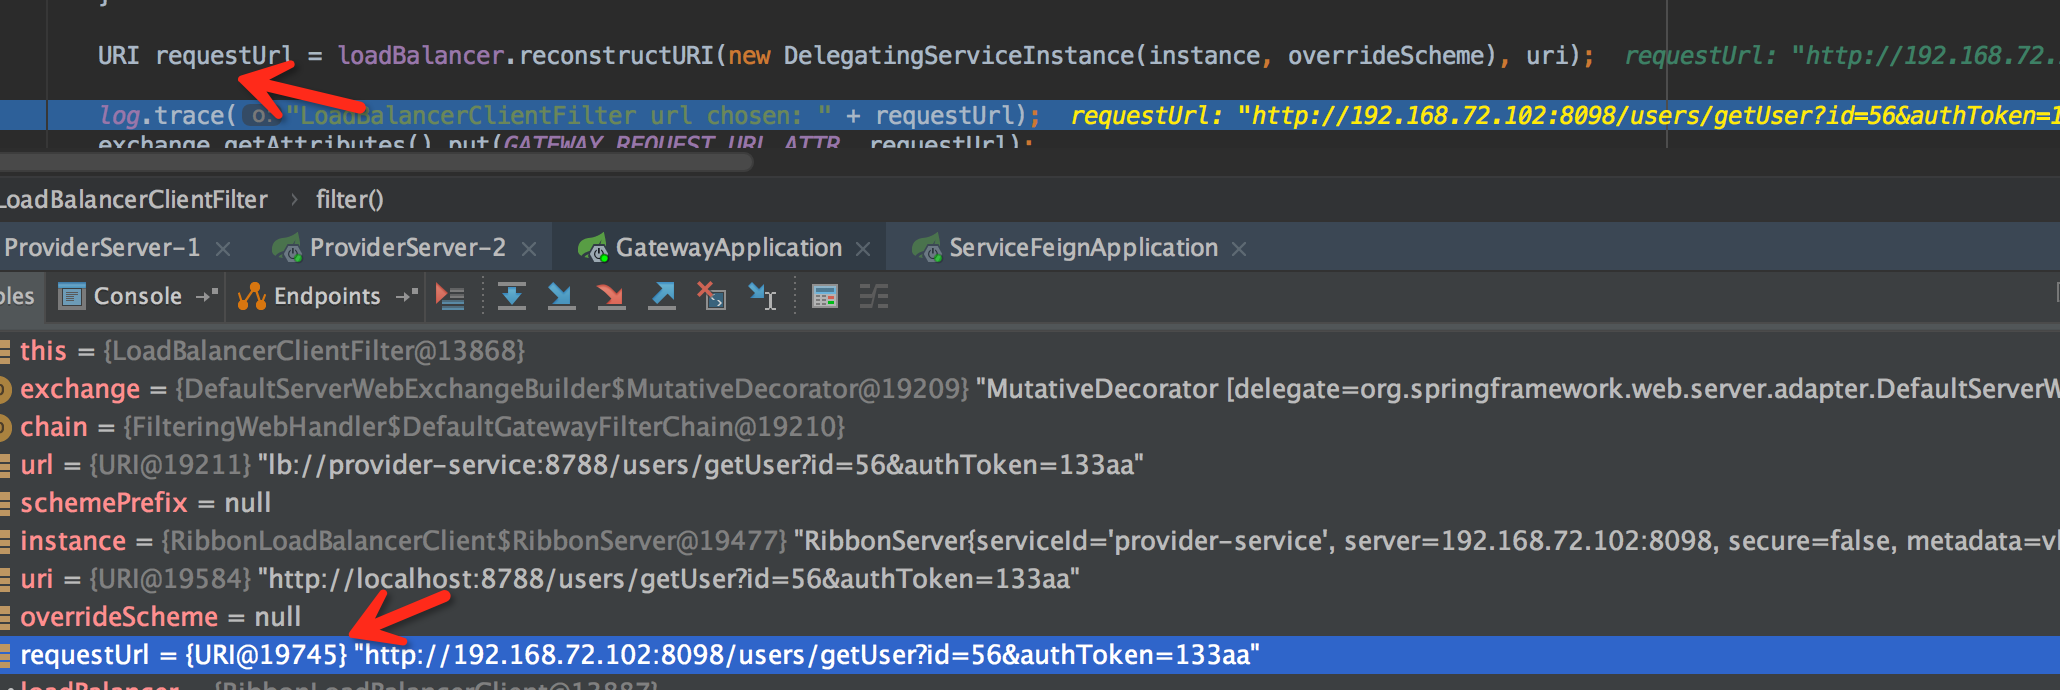 }
URI requestUrl = loadBalancer.reconstructURI(new DelegatingServiceInstance(instance, overrideScheme), uri); requestUrl: "http://192.168.72.
log.trace( o: "LoadBalancerClientFilter url chosen: " + requestUrl); requestUrl: "http://192.168.72.102:8098/users/getUser?id=56&authToken=1
exchange.getAttributes().put(GATEWAY_REQUEST_URL_ATTR, requestUrl);
LoadBalancerClientFilter › filter()
ProviderServer-1 × ProviderServer-2 × GatewayApplication × ServiceFeignApplication ×
bles Console Endpoints
this = {LoadBalancerClientFilter@13868}
exchange = {DefaultServerWebExchangeBuilder$MutativeDecorator@19209} "MutativeDecorator [delegate=org.springframework.web.server.adapter.DefaultServerW
chain = {FilteringWebHandler$DefaultGatewayFilterChain@19210}
url = {URI@19211} "lb://provider-service:8788/users/getUser?id=56&authToken=133aa"
schemePrefix = null
instance = {RibbonLoadBalancerClient$RibbonServer@19477} "RibbonServer{serviceId='provider-service', server=192.168.72.102:8098, secure=false, metadata=vl
uri = {URI@19584} "http://localhost:8788/users/getUser?id=56&authToken=133aa"
overrideScheme = null
requestUrl = {URI@19745} "http://192.168.72.102:8098/users/getUser?id=56&authToken=133aa"
loadBalancer = {RibbonLoadBalancerClient@13887}